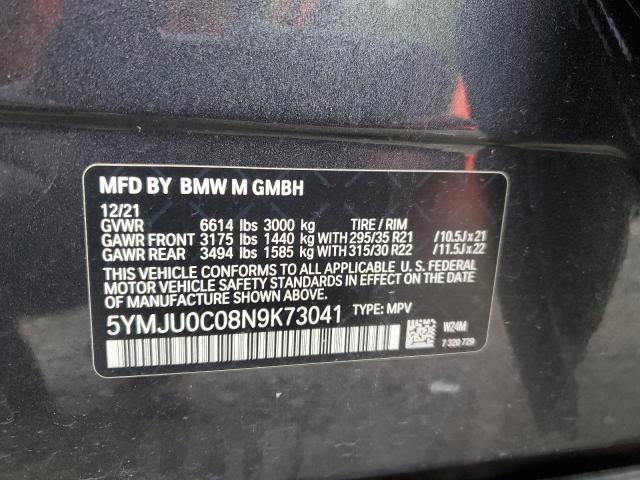 MFD BY BMW M GMBH
12/21
GVWR 6614 lbs 3000 kg TIRE / RIM
GAWR FRONT 3175 lbs 1440 kg WITH 295/35 R21 /10.5J x 21
GAWR REAR 3494 lbs 1585 kg WITH 315/30 R22 /11.5J x 22
THIS VEHICLE CONFORMS TO ALL APPLICABLE U.S. FEDERAL
MOTOR VEHICLE SAFETY STANDARDS IN EFFECT ON THE DATE
OF MANUFACTURE SHOWN ABOVE.
5YMJU0C08N9K73041 TYPE: MPV
W24M
7 320 729